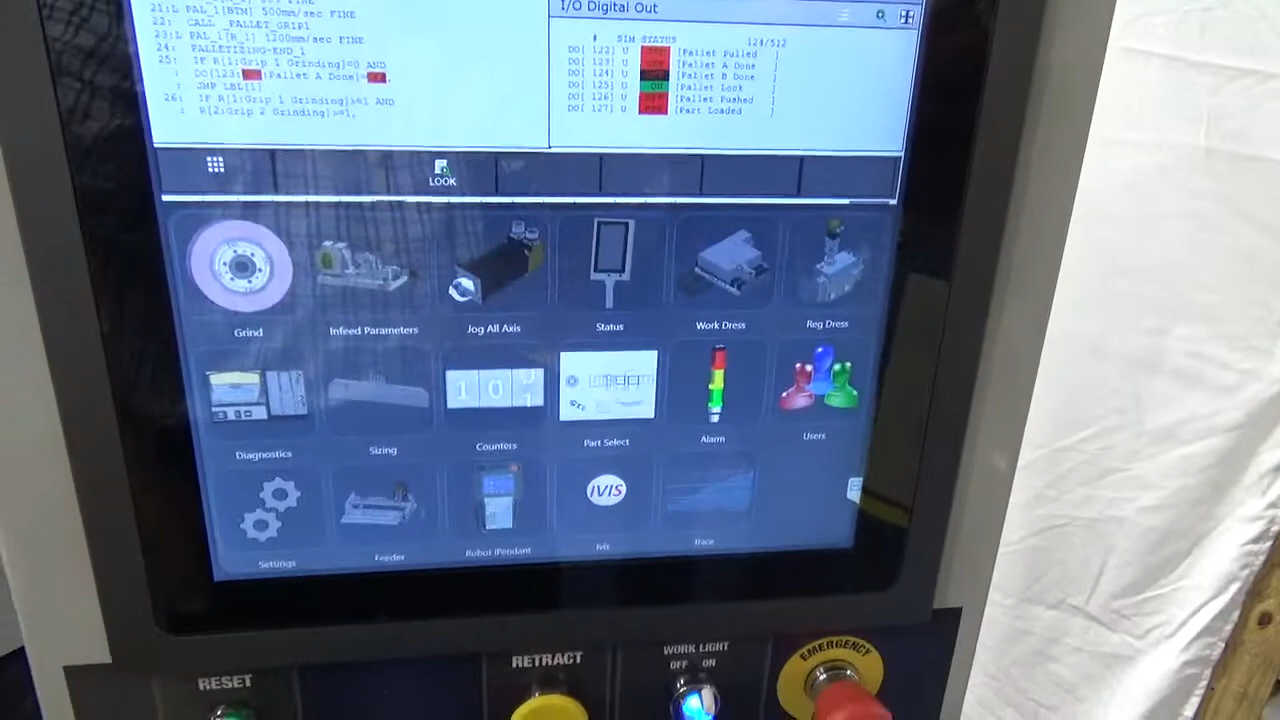 21:L PAL_1[BTM] 500mm/sec FINE
22: CALL _PALLET_GRIP1
23:L PAL_1[R_1] 1200mm/sec FINE
24: PALLETIZING-END_1
25: IF R[1:Grip 1 Grinding]=0 AND
: DO[123: :Pallet A Done]=
: JMP LBL[1]
26: IF R[1:Grip 1 Grinding]>=1 AND
: R[2:Grip 2 Grinding]>=1,
I/O Digital Out
# SIM STATUS 124/512
DO[ 122] U [Pallet Pulled ]
DO[ 123] U [Pallet A Done ]
DO[ 124] U [Pallet B Done ]
DO[ 125] U ON [Pallet Lock ]
DO[ 126] U [Pallet Pushed ]
DO[ 127] U [Part Loaded ]
LOOK
Grind
Infeed Parameters
Jog All Axis
Status
Work Dress
Reg Dress
Diagnostics
Sizing
Counters
Part Select
Alarm
Users
Settings
Feeder
Robot iPendant
IVIS
Ivis
Trace
RESET
RETRACT
WORK LIGHT
OFF ON
EMERGENCY